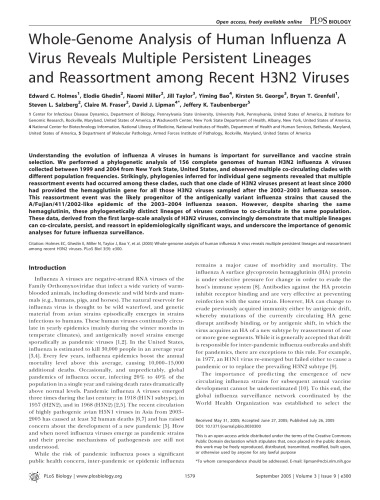 Open access, freely available online PLoS BIOLOGY
Whole-Genome Analysis of Human Influenza A
Virus Reveals Multiple Persistent Lineages
and Reassortment among Recent H3N2 Viruses
Edward C. Holmes1, Elodie Ghedin2, Naomi Miller2, Jill Taylor3, Yiming Bao4, Kirsten St. George3, Bryan T. Grenfell1,
Steven L. Salzberg2, Claire M. Fraser2, David J. Lipman4*, Jeffery K. Taubenberger5
1 Center for Infectious Disease Dynamics, Department of Biology, Pennsylvania State University, University Park, Pennsylvania, United States of America, 2 Institute for
Genomic Research, Rockville, Maryland, United States of America, 3 Wadsworth Center, New York State Department of Health, Albany, New York, United States of America,
4 National Center for Biotechnology Information, National Library of Medicine, National Institutes of Health, Department of Health and Human Services, Bethesda, Maryland,
United States of America, 5 Department of Molecular Pathology, Armed Forces Institute of Pathology, Rockville, Maryland, United States of America
Understanding the evolution of influenza A viruses in humans is important for surveillance and vaccine strain
selection. We performed a phylogenetic analysis of 156 complete genomes of human H3N2 influenza A viruses
collected between 1999 and 2004 from New York State, United States, and observed multiple co-circulating clades with
different population frequencies. Strikingly, phylogenies inferred for individual gene segments revealed that multiple
reassortment events had occurred among these clades, such that one clade of H3N2 viruses present at least since 2000
had provided the hemagglutinin gene for all those H3N2 viruses sampled after the 2002–2003 influenza season.
This reassortment event was the likely progenitor of the antigenically variant influenza strains that caused the
A/Fujian/411/2002-like epidemic of the 2003–2004 influenza season. However, despite sharing the same
hemagglutinin, these phylogenetically distinct lineages of viruses continue to co-circulate in the same population.
These data, derived from the first large-scale analysis of H3N2 viruses, convincingly demonstrate that multiple lineages
can co-circulate, persist, and reassort in epidemiologically significant ways, and underscore the importance of genomic
analyses for future influenza surveillance.
Citation: Holmes EC, Ghedin E, Miller N, Taylor J, Bao Y, et al. (2005) Whole-genome analysis of human influenza A virus reveals multiple persistent lineages and reassortment
among recent H3N2 viruses. PLoS Biol 3(9): e300.
Introduction
Influenza A viruses are negative-strand RNA viruses of the
Family Orthomyxoviridae that infect a wide variety of warm-
blooded animals, including domestic and wild birds and mam-
mals (e.g., humans, pigs, and horses). The natural reservoir for
influenza virus is thought to be wild waterfowl, and genetic
material from avian strains episodically emerges in strains
infectious to humans. These human viruses continually circu-
late in yearly epidemics (mainly during the winter months in
temperate climates), and antigenically novel strains emerge
sporadically as pandemic viruses [1,2]. In the United States,
influenza is estimated to kill 30,000 people in an average year
[3,4]. Every few years, influenza epidemics boost the annual
mortality level above this average, causing 10,000–15,000
additional deaths. Occasionally, and unpredictably, global
pandemics of influenza occur, infecting 20% to 40% of the
population in a single year and raising death rates dramatically
above normal levels. Pandemic influenza A viruses emerged
three times during the last century: in 1918 (H1N1 subtype), in
1957 (H2N2), and in 1968 (H3N2) [2,5]. The recent circulation
of highly pathogenic avian H5N1 viruses in Asia from 2003–
2005 has caused at least 52 human deaths [6,7] and has raised
concern about the development of a new pandemic [5]. How
and when novel influenza viruses emerge as pandemic strains
and their precise mechanisms of pathogenesis are still not
understood.
While the risk of pandemic influenza poses a significant
public health concern, inter-pandemic or epidemic influenza
remains a major cause of morbidity and mortality. The
influenza A surface glycoprotein hemagglutinin (HA) protein
is under selective pressure for change in order to evade the
host's immune system [8]. Antibodies against the HA protein
inhibit receptor binding and are very effective at preventing
reinfection with the same strain. However, HA can change to
evade previously acquired immunity either by antigenic drift,
whereby mutations of the currently circulating HA gene
disrupt antibody binding, or by antigenic shift, in which the
virus acquires an HA of a new subtype by reassortment of one
or more gene segments. While it is generally accepted that drift
is responsible for inter-pandemic influenza outbreaks and shift
for pandemics, there are exceptions to this rule. For example,
in 1977, an H1N1 virus re-emerged but failed either to cause a
pandemic or to replace the prevailing H3N2 subtype [9].
The importance of predicting the emergence of new
circulating influenza strains for subsequent annual vaccine
development cannot be underestimated [10]. To this end, the
global influenza surveillance network coordinated by the
World Health Organization was established to select the
Received May 21, 2005; Accepted June 27, 2005; Published July 26, 2005
DOI: 10.1371/journal.pbio.0030300
This is an open-access article distributed under the terms of the Creative Commons
Public Domain declaration which stipulates that, once placed in the public domain,
this work may be freely reproduced, distributed, transmitted, modified, built upon,
or otherwise used by anyone for any lawful purpose.
*To whom correspondence should be addressed. E-mail: lipman@ncbi.nlm.nih.gov
PLoS Biology | www.plosbiology.org 1579 September 2005 | Volume 3 | Issue 9 | e300